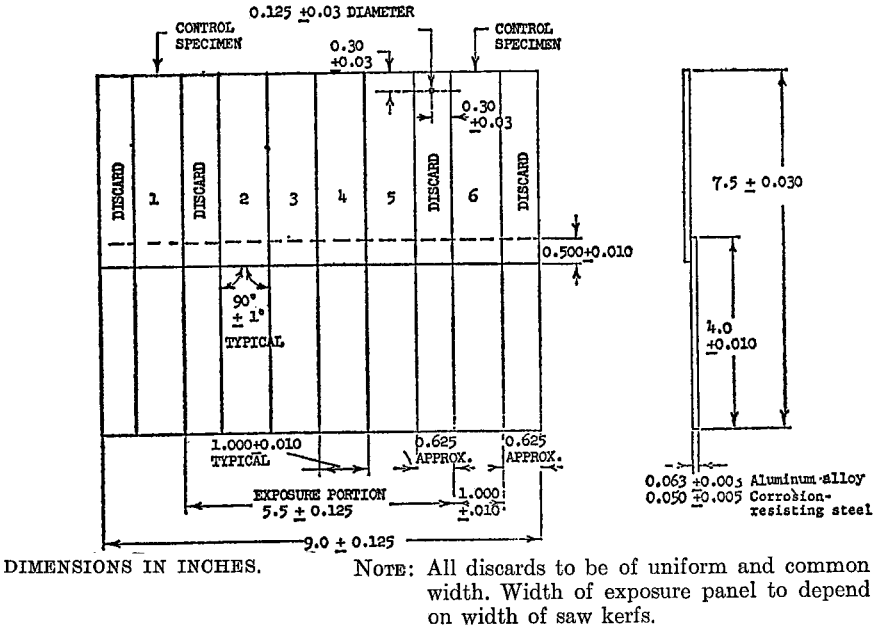 0.125 ±0.03 DIAMETER
CONTROL
SPECIMEN
0.30
±0.03
CONTROL
SPECIMEN
0.30
±0.03
DISCARD
1
DISCARD
2
3
4
5
DISCARD
6
DISCARD
7.5 ± 0.030
0.500±0.010
90°
± 1°
TYPICAL
4.0
±0.010
1.000±0.010
TYPICAL
0.625
APPROX.
0.625
APPROX.
EXPOSURE PORTION
5.5 ± 0.125
1.000
±.010
9.0 ± 0.125
0.063 ±0.003 Aluminum alloy
0.050 ±0.005 Corrosion-
resisting steel
DIMENSIONS IN INCHES.
NOTE: All discards to be of uniform and common
width. Width of exposure panel to depend
on width of saw kerfs.